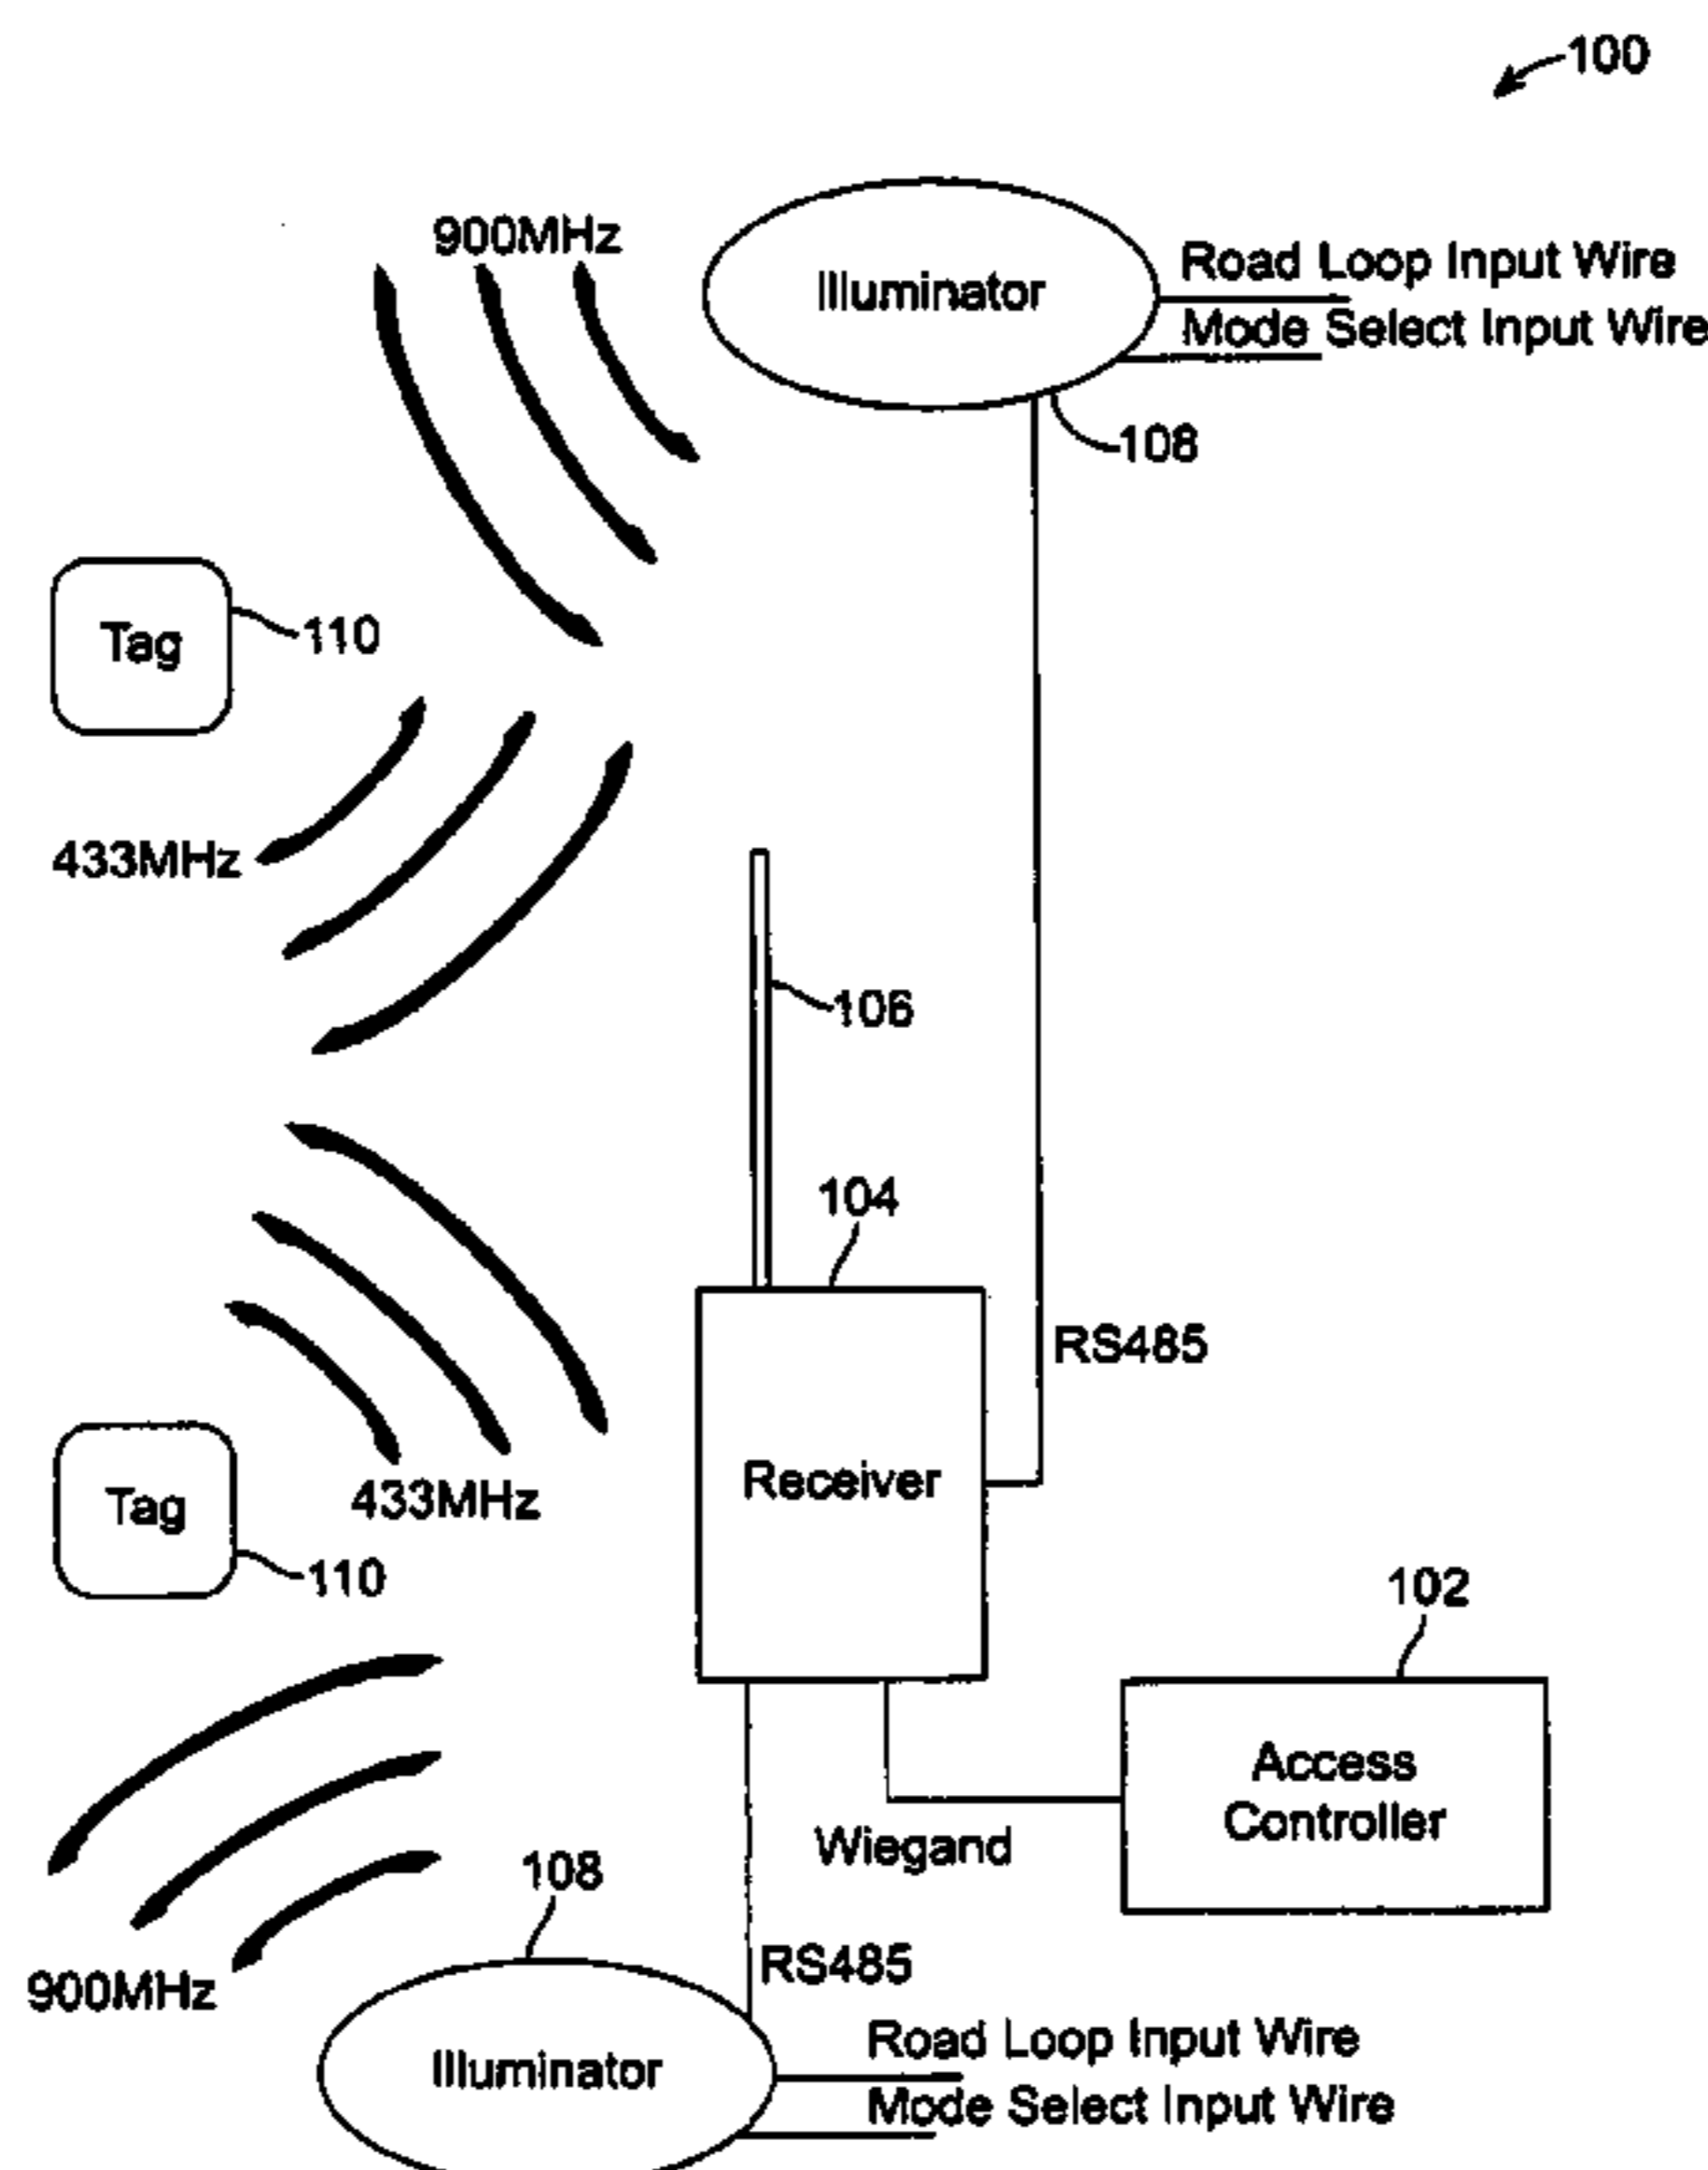 100
900MHz
Illuminator
Road Loop Input Wire
Mode Select Input Wire
108
Tag
110
433MHz
106
104
RS485
Receiver
433MHz
Tag
110
102
Access
Controller
Wiegand
108
RS485
900MHz
Illuminator
Road Loop Input Wire
Mode Select Input Wire